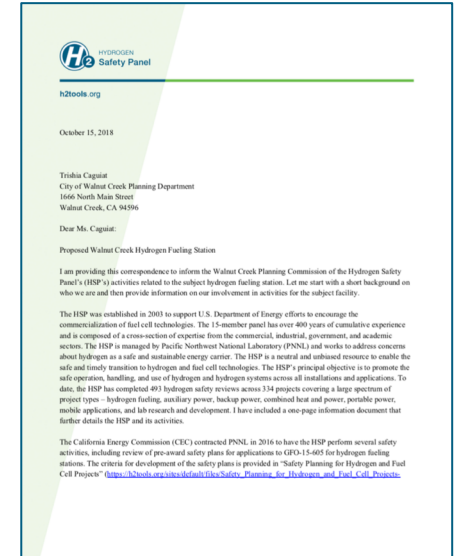 H2 HYDROGEN
Safety Panel
h2tools.org
October 15, 2018
Trishia Caguiat
City of Walnut Creek Planning Department
1666 North Main Street
Walnut Creek, CA 94596
Dear Ms. Caguiat:
Proposed Walnut Creek Hydrogen Fueling Station
I am providing this correspondence to inform the Walnut Creek Planning Commission of the Hydrogen Safety
Panel's (HSP's) activities related to the subject hydrogen fueling station. Let me start with a short background on
who we are and then provide information on our involvement in activities for the subject facility.
The HSP was established in 2003 to support U.S. Department of Energy efforts to encourage the
commercialization of fuel cell technologies. The 15-member panel has over 400 years of cumulative experience
and is composed of a cross-section of expertise from the commercial, industrial, government, and academic
sectors. The HSP is managed by Pacific Northwest National Laboratory (PNNL) and works to address concerns
about hydrogen as a safe and sustainable energy carrier. The HSP is a neutral and unbiased resource to enable the
safe and timely transition to hydrogen and fuel cell technologies. The HSP's principal objective is to promote the
safe operation, handling, and use of hydrogen and hydrogen systems across all installations and applications. To
date, the HSP has completed 493 hydrogen safety reviews across 334 projects covering a large spectrum of
project types – hydrogen fueling, auxiliary power, backup power, combined heat and power, portable power,
mobile applications, and lab research and development. I have included a one-page information document that
further details the HSP and its activities.
The California Energy Commission (CEC) contracted PNNL in 2016 to have the HSP perform several safety
activities, including review of pre-award safety plans for applications to GFO-15-605 for hydrogen fueling
stations. The criteria for development of the safety plans is provided in "Safety Planning for Hydrogen and Fuel
Cell Projects" (https://h2tools.org/sites/default/files/Safety_Planning_for_Hydrogen_and_Fuel_Cell_Projects-